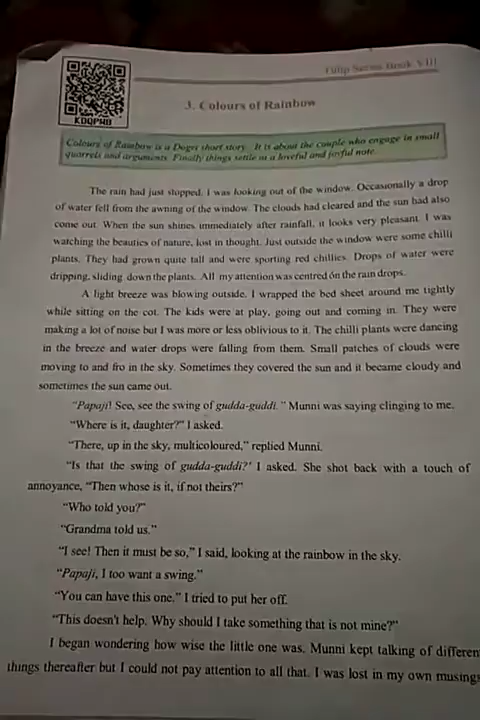 Tulip Series Book VIII
KDQP4U
3. Colours of Rainbow
Colours of Rainbow is a Dogri short story. It is about the couple who engage in small
quarrels and arguments. Finally things settle at a loveful and joyful note.
The rain had just stopped. I was looking out of the window. Occasionally a drop
of water fell from the awning of the window. The clouds had cleared and the sun had also
come out. When the sun shines immediately after rainfall, it looks very pleasant. I was
watching the beauties of nature, lost in thought. Just outside the window were some chilli
plants. They had grown quite tall and were sporting red chillies. Drops of water were
dripping, sliding down the plants. All my attention was centred on the rain drops.
A light breeze was blowing outside. I wrapped the bed sheet around me tightly
while sitting on the cot. The kids were at play, going out and coming in. They were
making a lot of noise but I was more or less oblivious to it. The chilli plants were dancing
in the breeze and water drops were falling from them. Small patches of clouds were
moving to and fro in the sky. Sometimes they covered the sun and it became cloudy and
sometimes the sun came out.
"Papaji! See, see the swing of gudda-guddi." Munni was saying clinging to me.
"Where is it, daughter?" I asked.
"There, up in the sky, multicoloured," replied Munni.
"Is that the swing of gudda-guddi?' I asked. She shot back with a touch of
annoyance, "Then whose is it, if not theirs?"
"Who told you?"
"Grandma told us."
"I see! Then it must be so," I said, looking at the rainbow in the sky.
"Papaji, I too want a swing."
"You can have this one." I tried to put her off.
"This doesn't help. Why should I take something that is not mine?"
I began wondering how wise the little one was. Munni kept talking of differen
things thereafter but I could not pay attention to all that. I was lost in my own musings